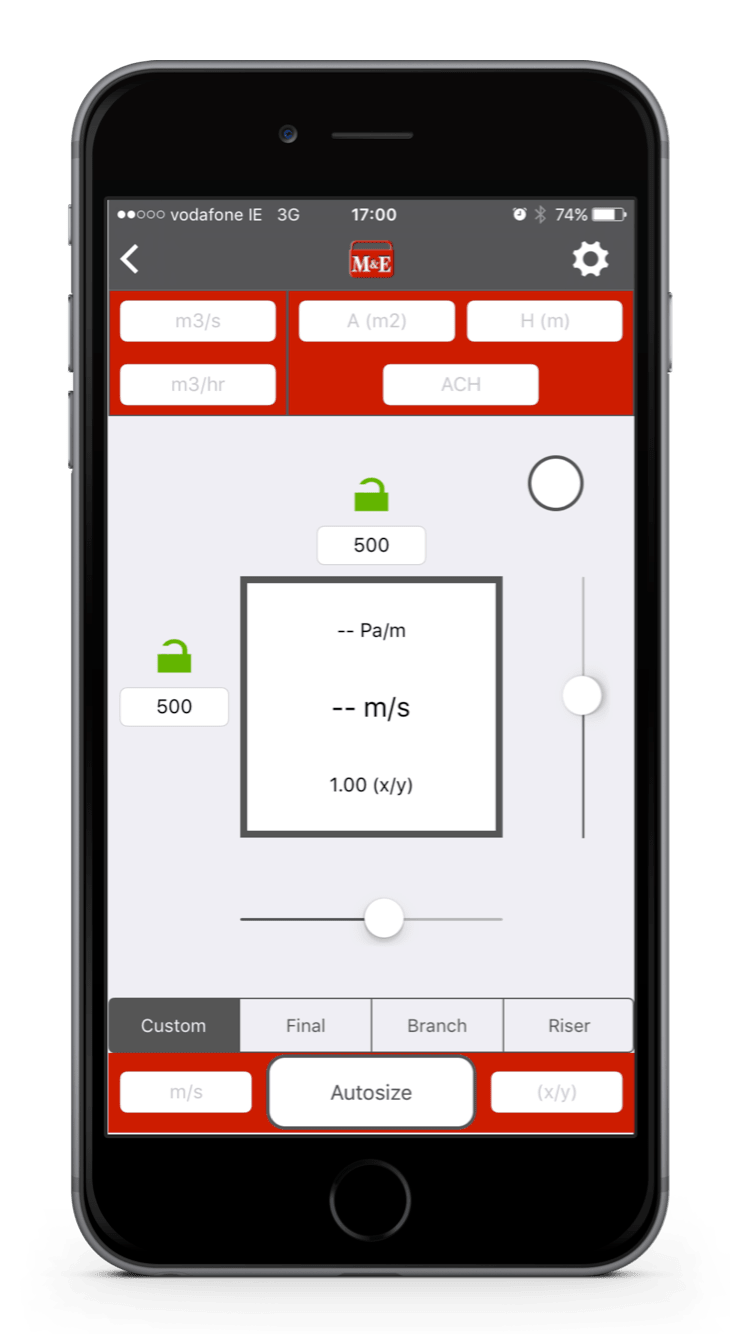 ●●○○○ vodafone IE 3G 17:00 74%
M&E
m3/s A (m2) H (m)
m3/hr ACH
500
-- Pa/m
500 -- m/s
1.00 (x/y)
Custom Final Branch Riser
m/s Autosize (x/y)